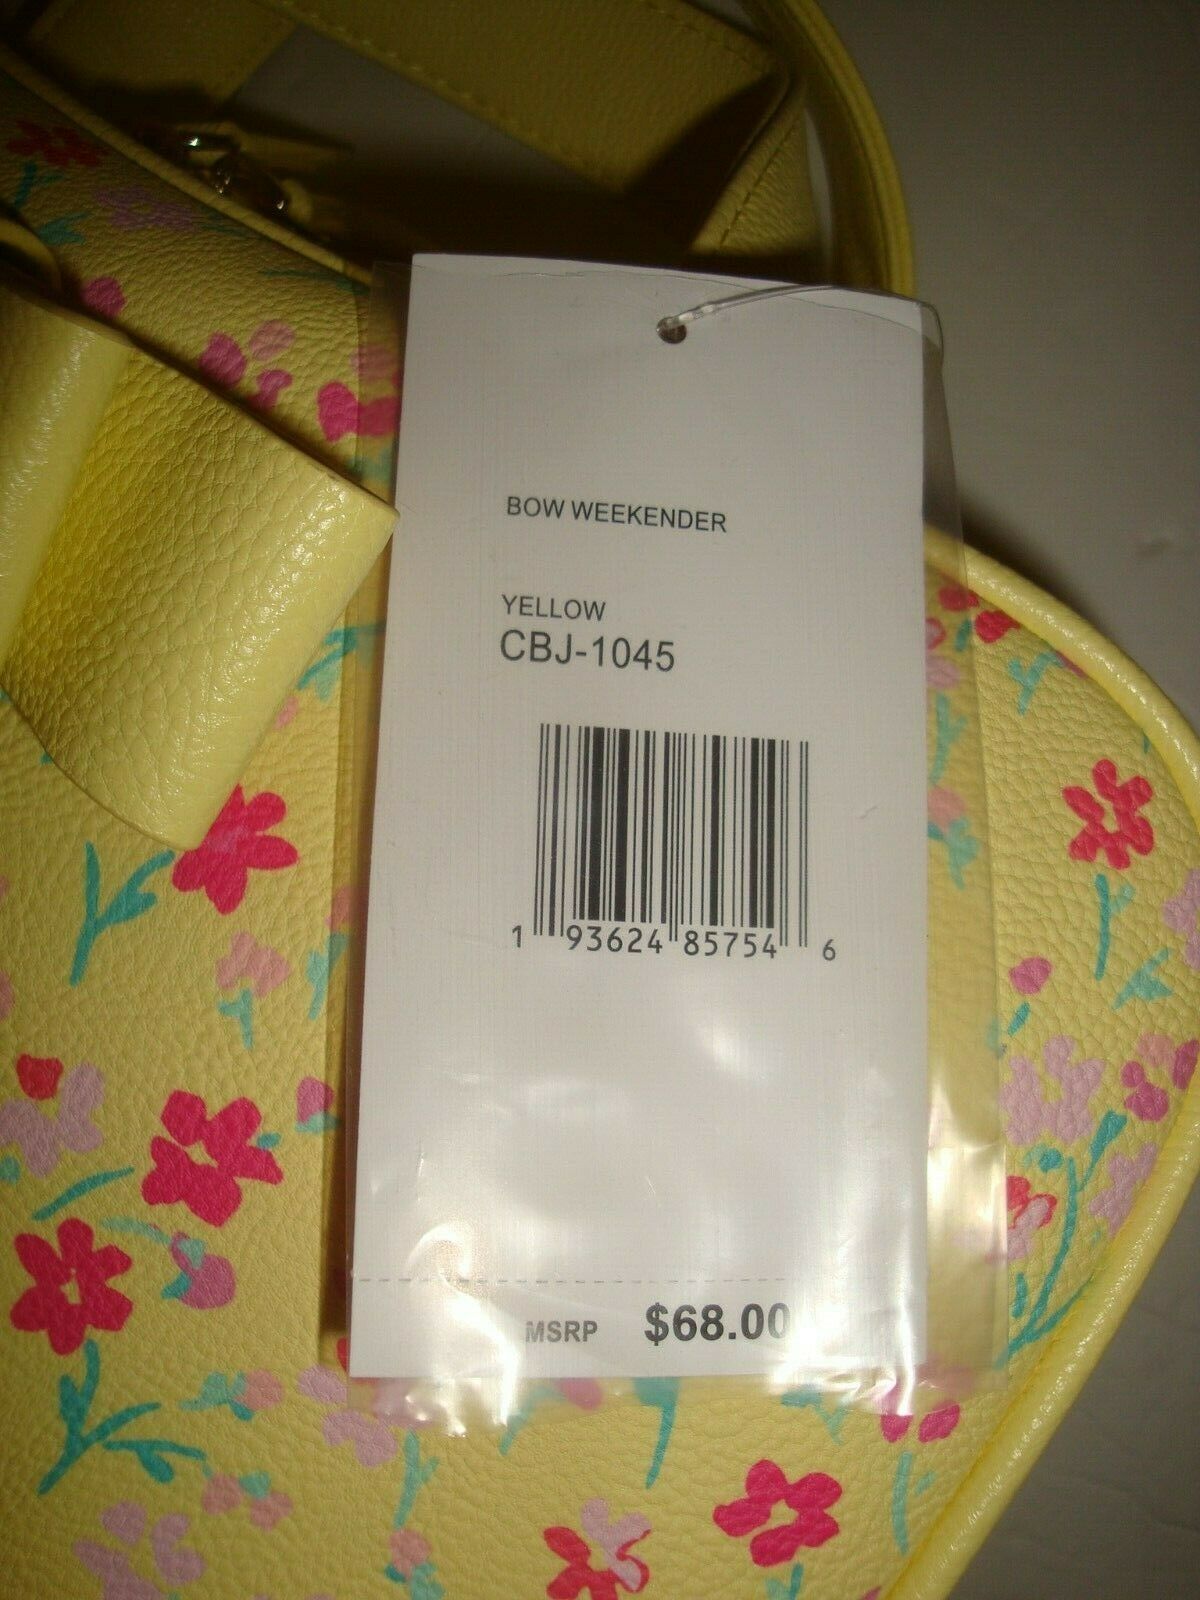 BOW WEEKENDER
YELLOW
CBJ-1045
1 93624 85754 6
MSRP $68.00